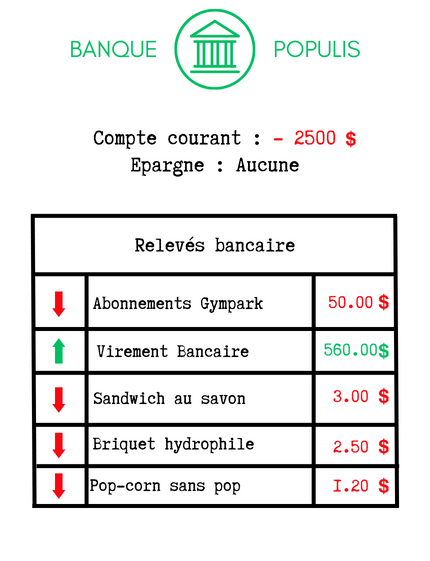 BANQUE POPULIS
Compte courant : - 2500 $
Epargne : Aucune
Relevés bancaire
Abonnements Gympark 50.00 $
Virement Bancaire 560.00$
Sandwich au savon 3.00 $
Briquet hydrophile 2.50 $
Pop-corn sans pop 1.20 $